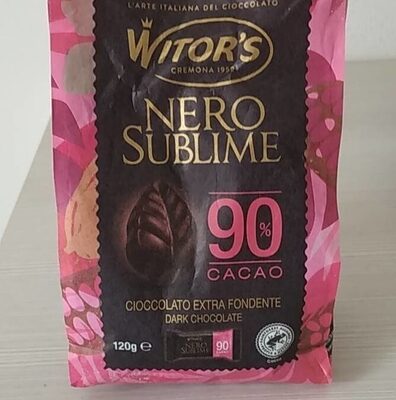 L'ARTE ITALIANA DEL CIOCCOLATO
WITOR'S
CREMONA 1959
NERO
SUBLIME
90%
CACAO
CIOCCOLATO EXTRA FONDENTE
DARK CHOCOLATE
120g e
NERO
SUBLIME
90